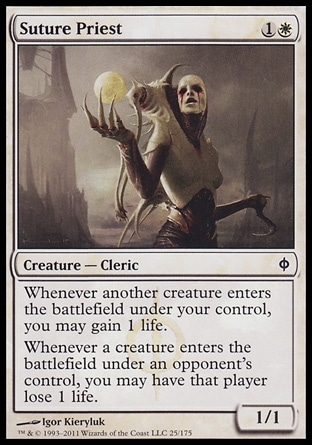 Suture Priest 1
Creature — Cleric
Whenever another creature enters
the battlefield under your control,
you may gain 1 life.
Whenever a creature enters the
battlefield under an opponent's
control, you may have that player
lose 1 life.
Igor Kieryluk
™ & © 1993–2011 Wizards of the Coast LLC 25/175
1/1